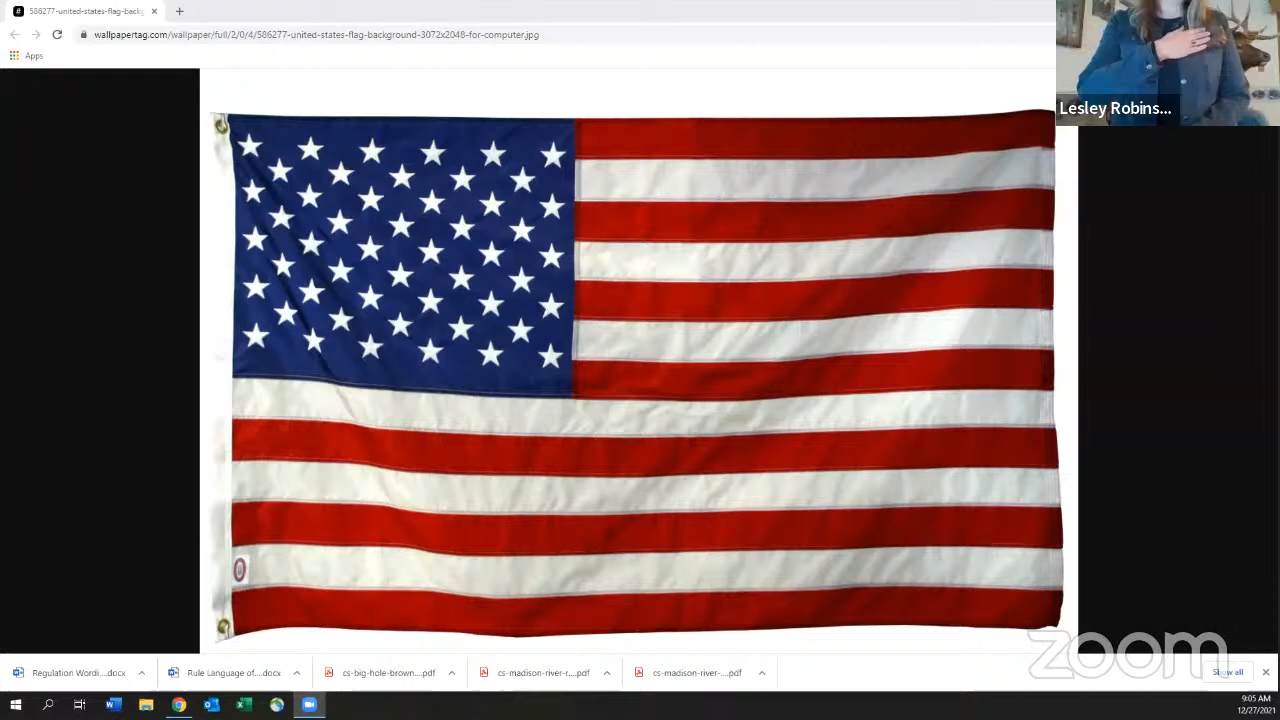 586277-united-states-flag-backg
wallpapertag.com/wallpaper/full/2/0/4/586277-united-states-flag-background-3072x2048-for-computer.jpg
Apps
Lesley Robins...
zoom
Regulation Wordi....docx
Rule Language of....docx
cs-big-hole-brown....pdf
cs-madison-river-r....pdf
cs-madison-river-....pdf
Show all
9:05 AM
12/27/2021